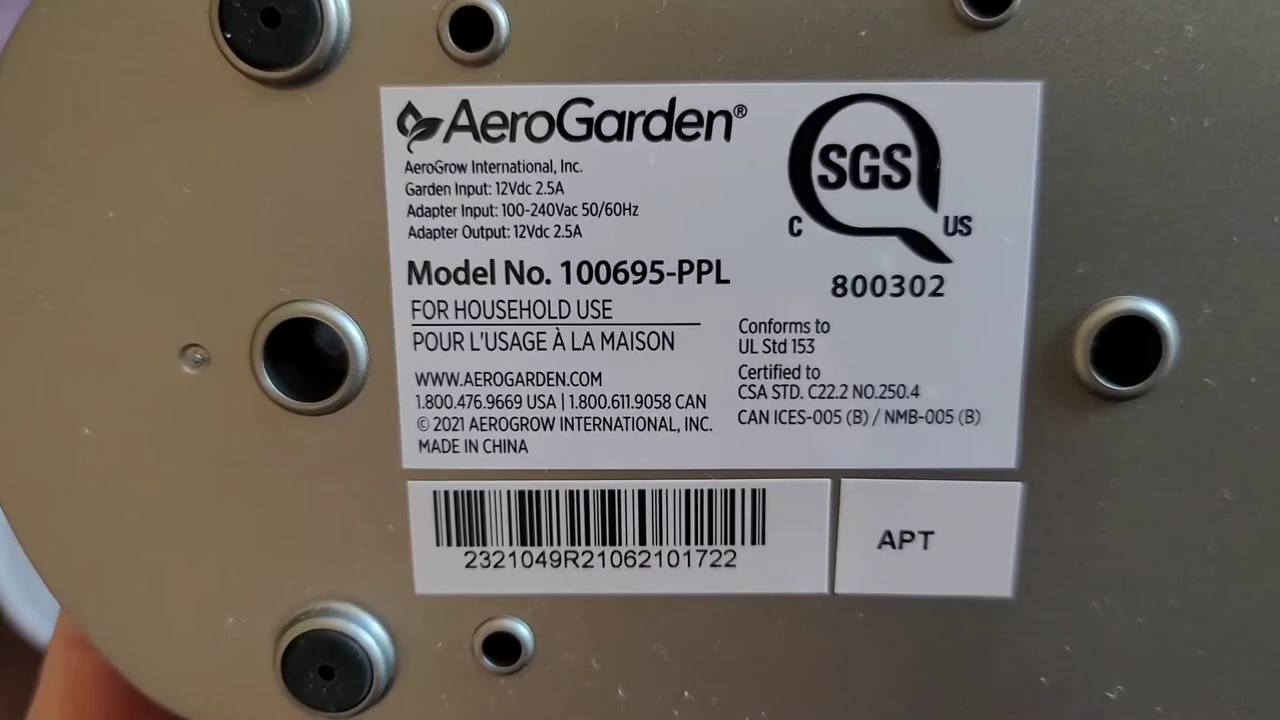 AeroGarden®
AeroGrow International, Inc.
Garden Input: 12Vdc 2.5A
Adapter Input: 100-240Vac 50/60Hz
Adapter Output: 12Vdc 2.5A
Model No. 100695-PPL
FOR HOUSEHOLD USE
POUR L'USAGE À LA MAISON
WWW.AEROGARDEN.COM
1.800.476.9669 USA | 1.800.611.9058 CAN
© 2021 AEROGROW INTERNATIONAL, INC.
MADE IN CHINA
SGS
C US
800302
Conforms to
UL Std 153
Certified to
CSA STD. C22.2 NO.250.4
CAN ICES-005 (B) / NMB-005 (B)
2321049R21062101722
APT